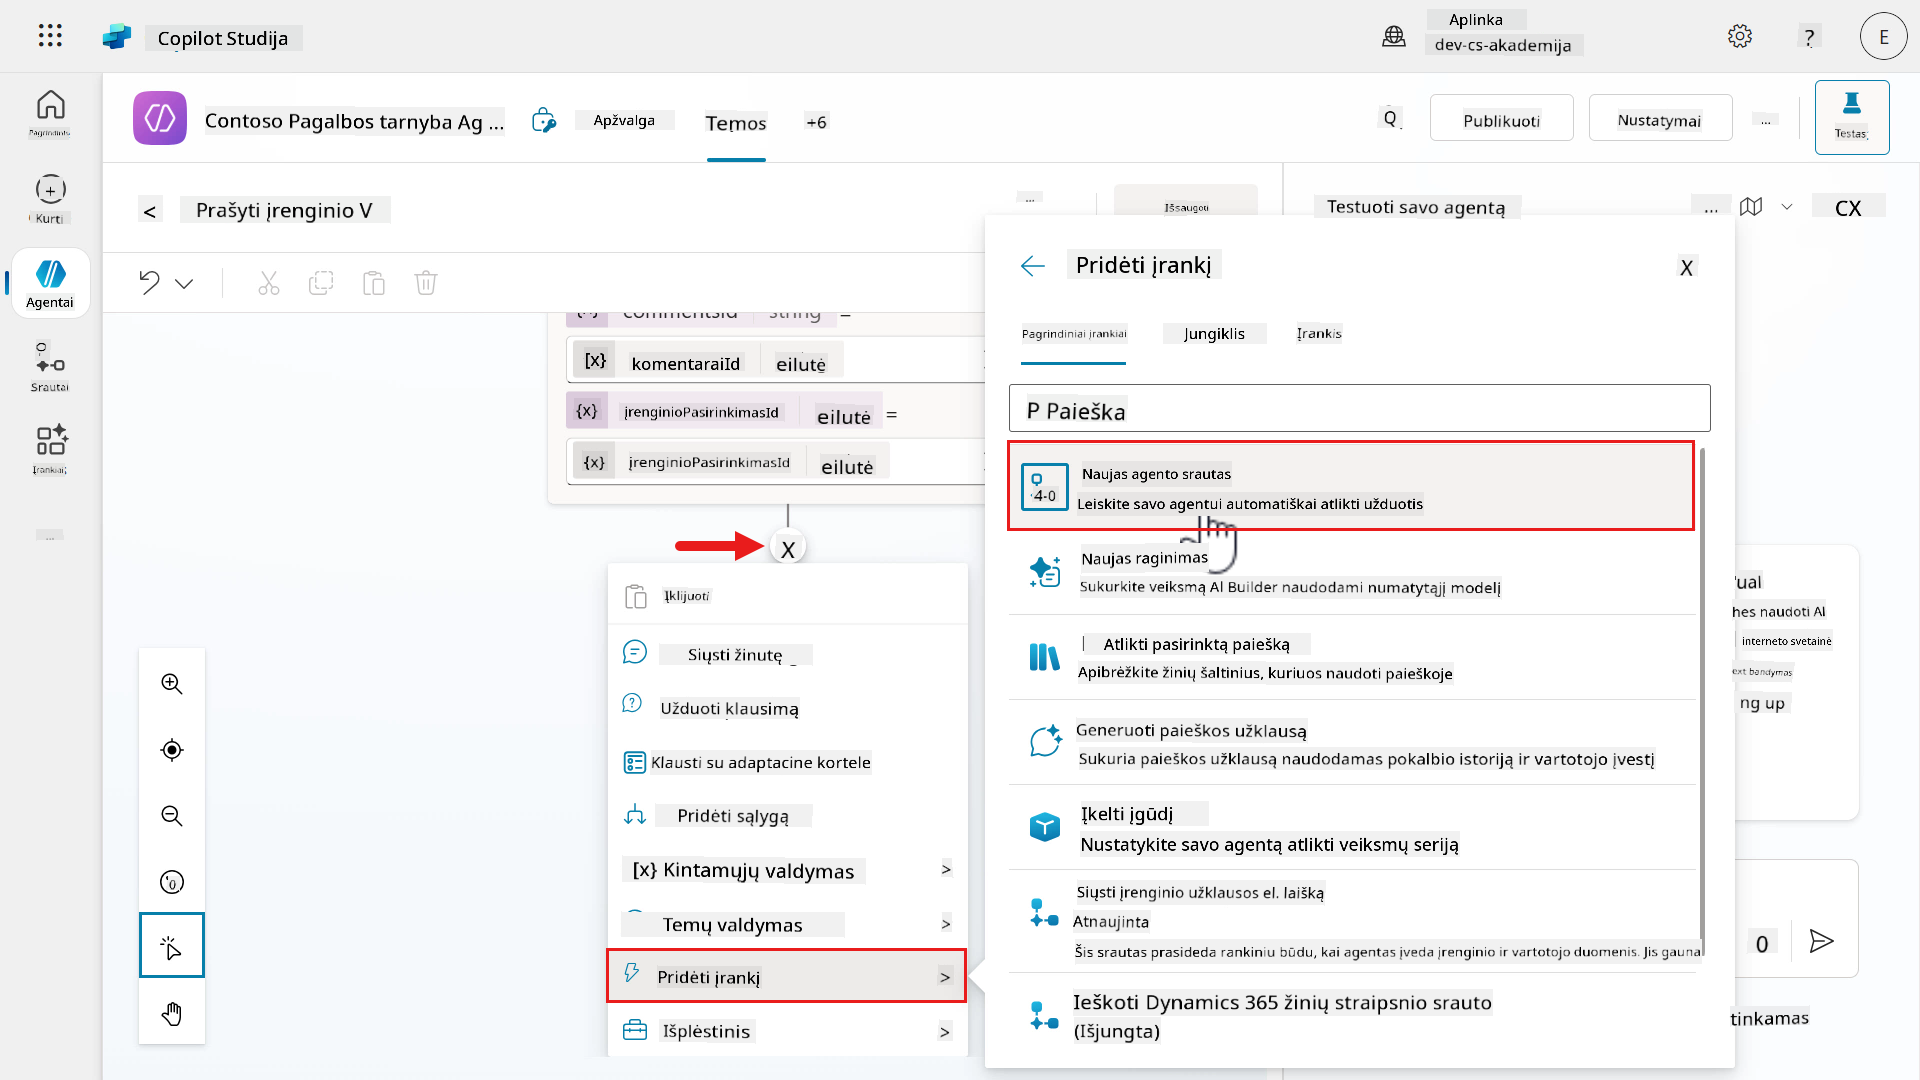 Copilot Studija
Aplinka
dev-cs-akademija
?
E
Pagrindinis
Kurti
Agentai
Srautai
Įrankiai
...
Contoso Pagalbos tarnyba Ag ...
Apžvalga
Temos
+6
Q
Publikuoti
Nustatymai
...
Testas
<
Prašyti įrenginio V
...
Išsaugoti
Testuoti savo agentą
...
CX
commentsId string =
[x] komentaraiId eilutė
{x} įrenginioPasirinkimasId eilutė =
{x} įrenginioPasirinkimasId eilutė
X
Įklijuoti
Siųsti žinutę
Užduoti klausimą
Klausti su adaptacine kortele
Pridėti sąlygą
[x] Kintamųjų valdymas >
Temų valdymas >
Pridėti įrankį >
Išplėstinis >
Pridėti įrankį
X
Pagrindiniai įrankiai
Jungiklis
Įrankis
P Paieška
4-0
Naujas agento srautas
Leiskite savo agentui automatiškai atlikti užduotis
Naujas raginimas
Sukurkite veiksmą AI Builder naudodami numatytąjį modelį
Atlikti pasirinktą paiešką
Apibrėžkite žinių šaltinius, kuriuos naudoti paieškoje
Generuoti paieškos užklausą
Sukuria paieškos užklausą naudodamas pokalbio istoriją ir vartotojo įvestį
Įkelti įgūdį
Nustatykite savo agentą atlikti veiksmų seriją
Siųsti įrenginio užklausos el. laišką
Atnaujinta
Šis srautas prasideda rankiniu būdu, kai agentas įveda įrenginio ir vartotojo duomenis. Jis gauna
Ieškoti Dynamics 365 žinių straipsnio srauto
(Išjungta)
ual
hes naudoti AI
interneto svetainė
ext bandymas
ng up
0
tinkamas